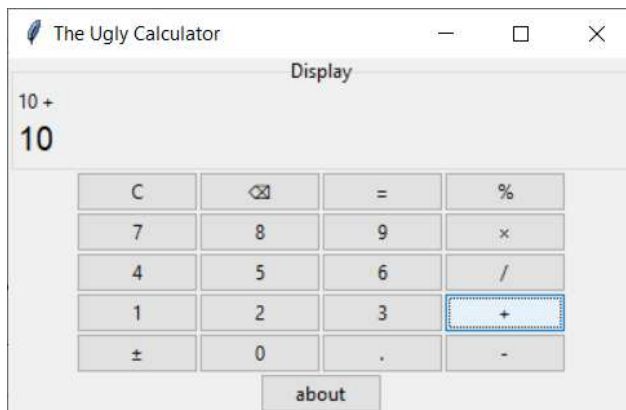 The Ugly Calculator
Display
10 +
10
C ⌫ = %
7 8 9 ×
4 5 6 /
1 2 3 +
± 0 . -
about